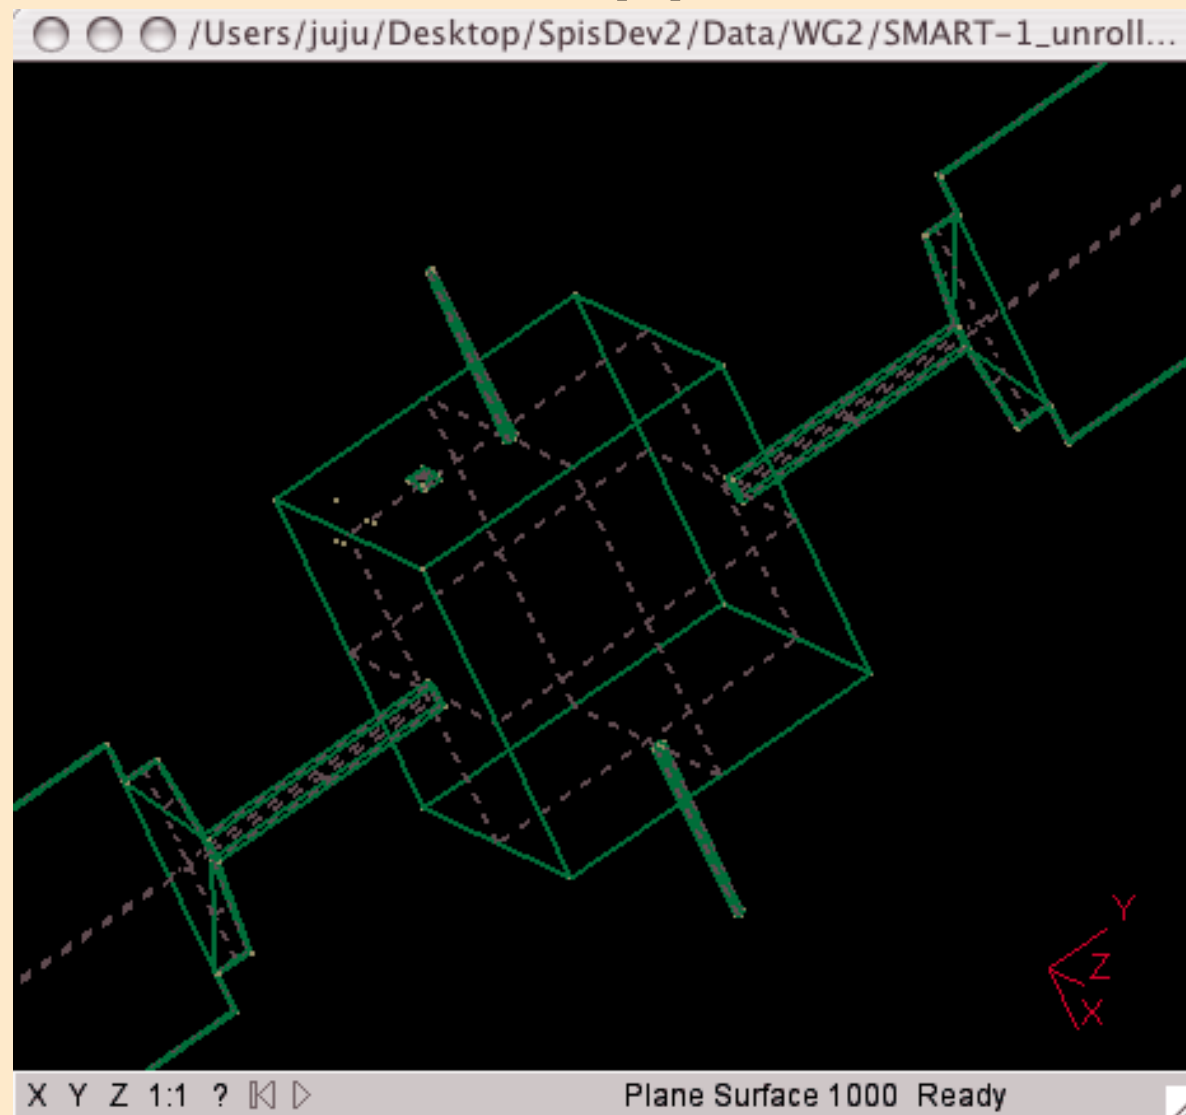 /Users/juju/Desktop/SpisDev2/Data/WG2/SMART-1_unroll...
Y
Z
X
X Y Z 1:1 ? Plane Surface 1000 Ready